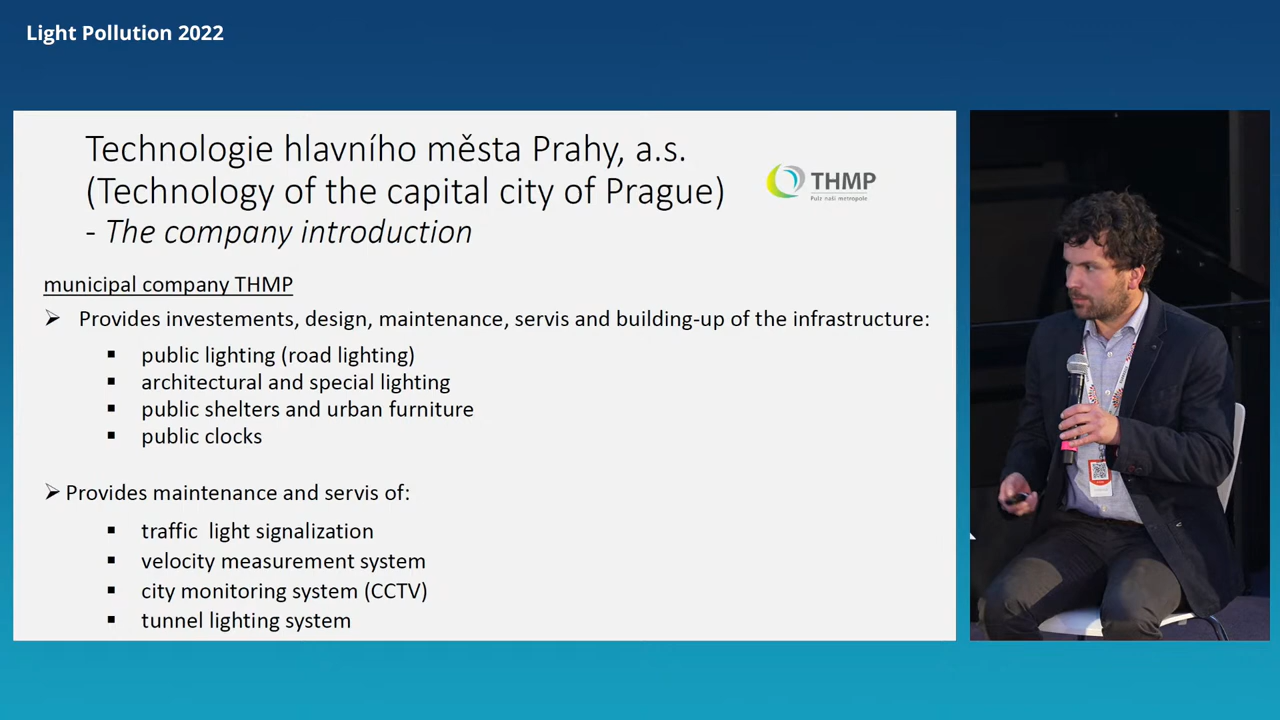 Light Pollution 2022
Technologie hlavního města Prahy, a.s.
(Technology of the capital city of Prague)
- The company introduction
THMP
Pulz naší metropole
municipal company THMP
➢ Provides investements, design, maintenance, servis and building-up of the infrastructure:
▪ public lighting (road lighting)
▪ architectural and special lighting
▪ public shelters and urban furniture
▪ public clocks
➢ Provides maintenance and servis of:
▪ traffic light signalization
▪ velocity measurement system
▪ city monitoring system (CCTV)
▪ tunnel lighting system